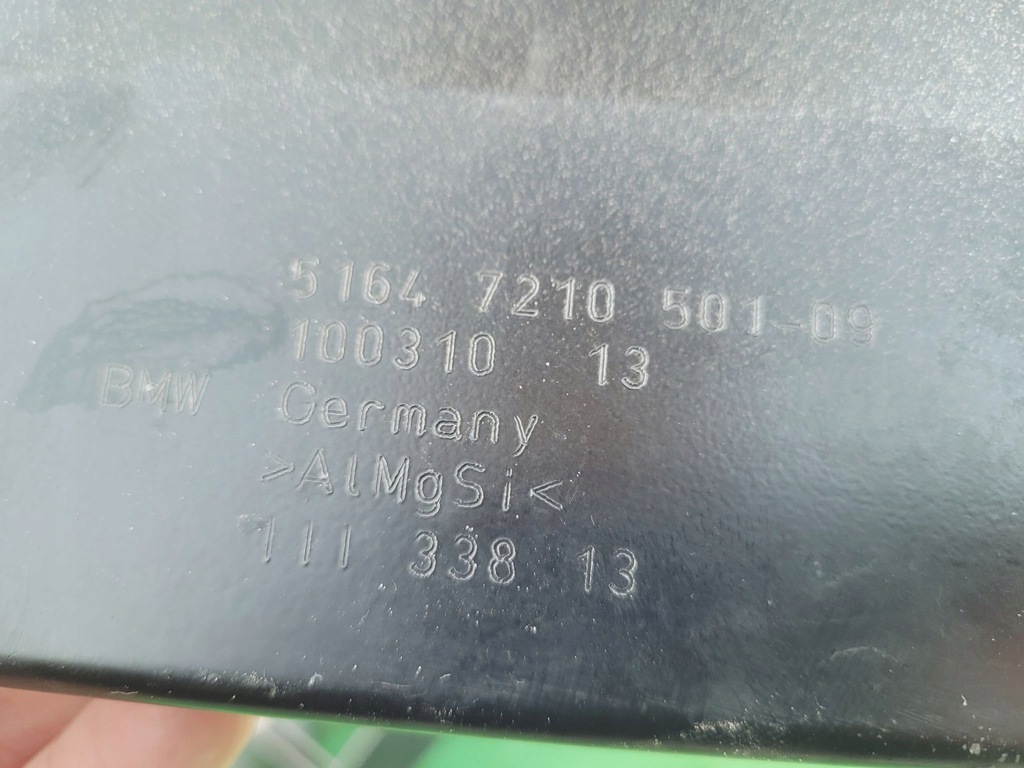 5164 7210 501-09
100310 13
BMW Germany
>AlMgSi<
111 338 13